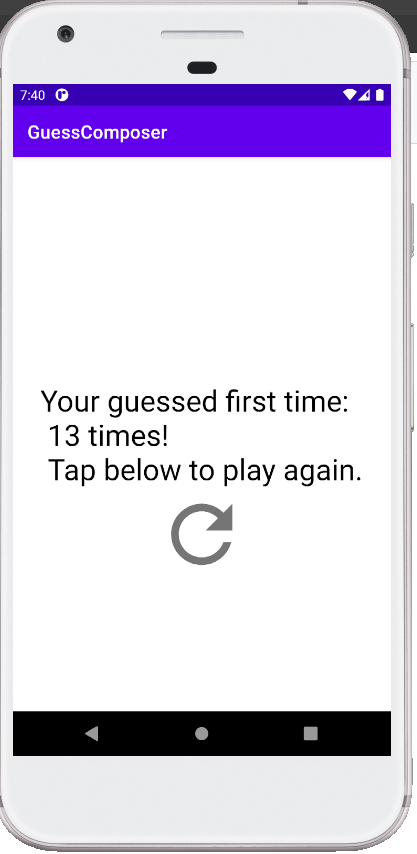 7:40
GuessComposer
Your guessed first time:
13 times!
Tap below to play again.